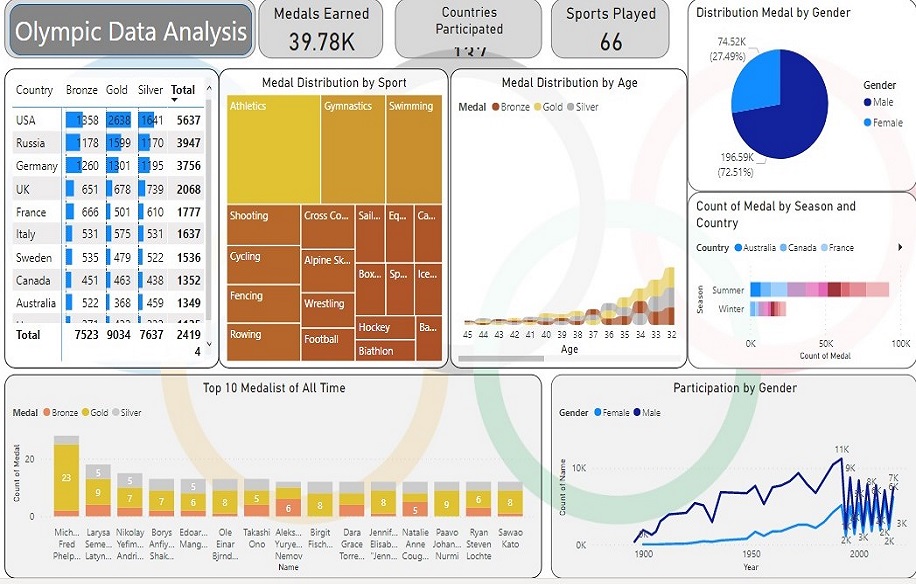 Olympic Data Analysis
Medals Earned
39.78K
Countries
Participated
137
Sports Played
66
Distribution Medal by Gender
74.52K
(27.49%)
196.59K
(72.51%)
Gender
Male
Female
Country Bronze Gold Silver Total
USA 1358 2638 1641 5637
Russia 1178 1599 1170 3947
Germany 1260 1301 1195 3756
UK 651 678 739 2068
France 666 501 610 1777
Italy 531 575 531 1637
Sweden 535 479 522 1536
Canada 451 463 438 1352
Australia 522 368 459 1349
Total 7523 9034 7637 2419
4
Medal Distribution by Sport
Athletics
Gymnastics
Swimming
Shooting
Cycling
Fencing
Rowing
Cross Co...
Alpine Sk...
Wrestling
Football
Sail...
Eq...
Ca...
Box...
Sp...
Ice...
Hockey
Biathlon
Ba...
Medal Distribution by Age
Medal Bronze Gold Silver
45 44 43 42 41 40 39 38 37 36 35 34 33 32
Age
Count of Medal by Season and
Country
Country Australia Canada France
Season
Summer
Winter
0K 50K 100K
Count of Medal
Top 10 Medalist of All Time
Medal Bronze Gold Silver
Count of Medal
20
0
23
5
9
5
7
7
6
8
5
6
8
8
5
9
6
8
Mich... Fred Phelp...
Larysa Seme... Latyn...
Nikolay Yefim... Andri...
Borys Anfiy... Shak...
Edoar... Mang...
Ole Einar Bjrnd...
Takashi Ono
Aleks... Yurye... Nemov
Birgit Fisch...
Dara Grace Torre...
Jennif... Elisab... "Jenn...
Natalie Anne Coug...
Paavo Johan... Nurmi
Ryan Steven Lochte
Sawao Kato
Name
Participation by Gender
Gender Female Male
Count of Name
10K
0K
11K
9K
8K
7K
3K
2K
3K
2K
2K
1900 1950 2000
Year